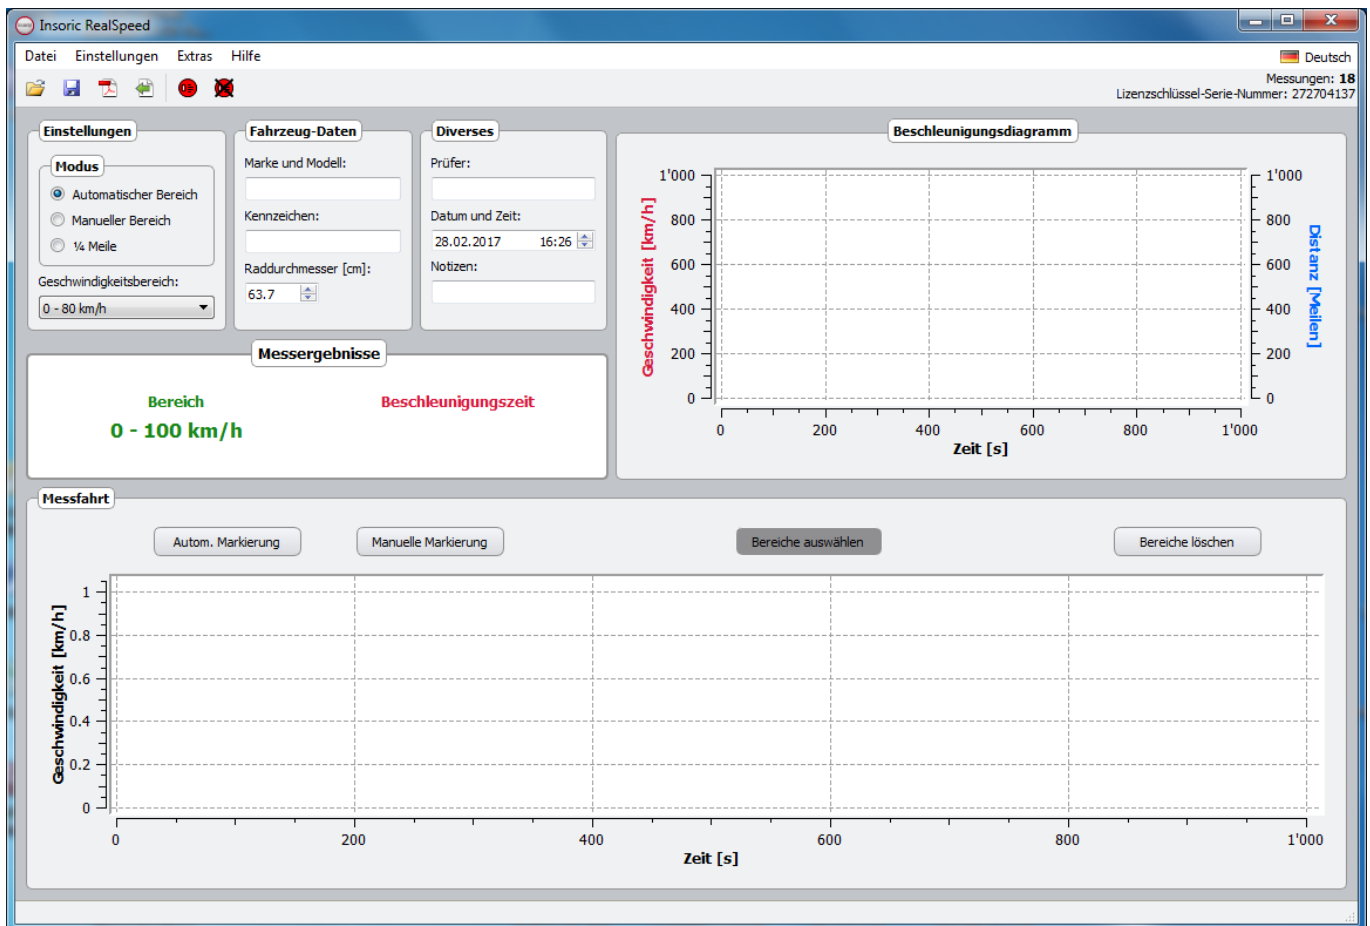 Insoric RealSpeed
Datei Einstellungen Extras Hilfe
Deutsch
Messungen: 18
Lizenzschlüssel-Serie-Nummer: 272704137
Einstellungen
Modus
Automatischer Bereich
Manueller Bereich
¼ Meile
Geschwindigkeitsbereich:
0 - 80 km/h
Fahrzeug-Daten
Marke und Modell:
Kennzeichen:
Raddurchmesser [cm]:
63.7
Diverses
Prüfer:
Datum und Zeit:
28.02.2017 16:26
Notizen:
Beschleunigungsdiagramm
Geschwindigkeit [km/h]
1'000
800
600
400
200
0
1'000
800
600
400
200
0
Distanz [Meilen]
0 200 400 600 800 1'000
Zeit [s]
Messergebnisse
Bereich Beschleunigungszeit
0 - 100 km/h
Messfahrt
Autom. Markierung Manuelle Markierung Bereiche auswählen Bereiche löschen
Geschwindigkeit [km/h]
1
0.8
0.6
0.4
0.2
0
0 200 400 600 800 1'000
Zeit [s]